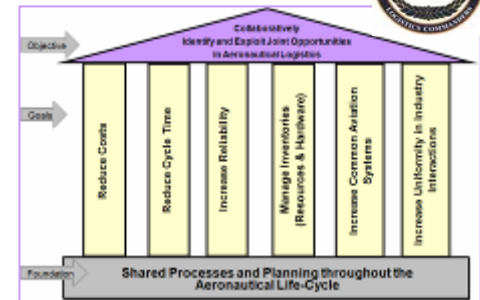 LOGISTICS COMMANDERS
Objective
Collaboratively
Identify and Exploit Joint Opportunities
in Aeronautical Logistics
Goals
Reduce Costs
Reduce Cycle Time
Increase Reliability
Manage Inventories
(Resources & Hardware)
Increase Common Aviation
Systems
Increase Uniformity in Industry
Interactions
Foundation
Shared Processes and Planning throughout the
Aeronautical Life-Cycle